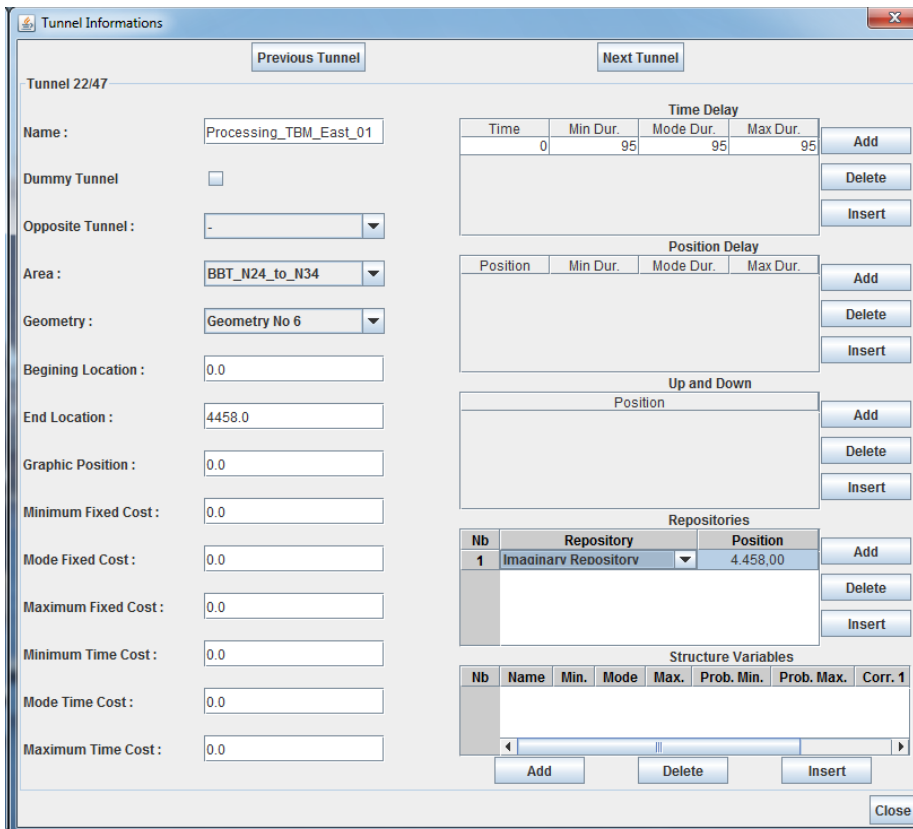 Tunnel Informations
X
Previous Tunnel Next Tunnel
Tunnel 22/47
Name : Processing_TBM_East_01
Dummy Tunnel
Opposite Tunnel : -
Area : BBT_N24_to_N34
Geometry : Geometry No 6
Begining Location : 0.0
End Location : 4458.0
Graphic Position : 0.0
Minimum Fixed Cost : 0.0
Mode Fixed Cost : 0.0
Maximum Fixed Cost : 0.0
Minimum Time Cost : 0.0
Mode Time Cost : 0.0
Maximum Time Cost : 0.0
Time Delay
Time Min Dur. Mode Dur. Max Dur.
0 95 95 95
Add
Delete
Insert
Position Delay
Position Min Dur. Mode Dur. Max Dur.
Add
Delete
Insert
Up and Down
Position
Add
Delete
Insert
Repositories
Nb Repository Position
1 Imaginary Repository 4.458,00
Add
Delete
Insert
Structure Variables
Nb Name Min. Mode Max. Prob. Min. Prob. Max. Corr. 1
Add Delete Insert
Close